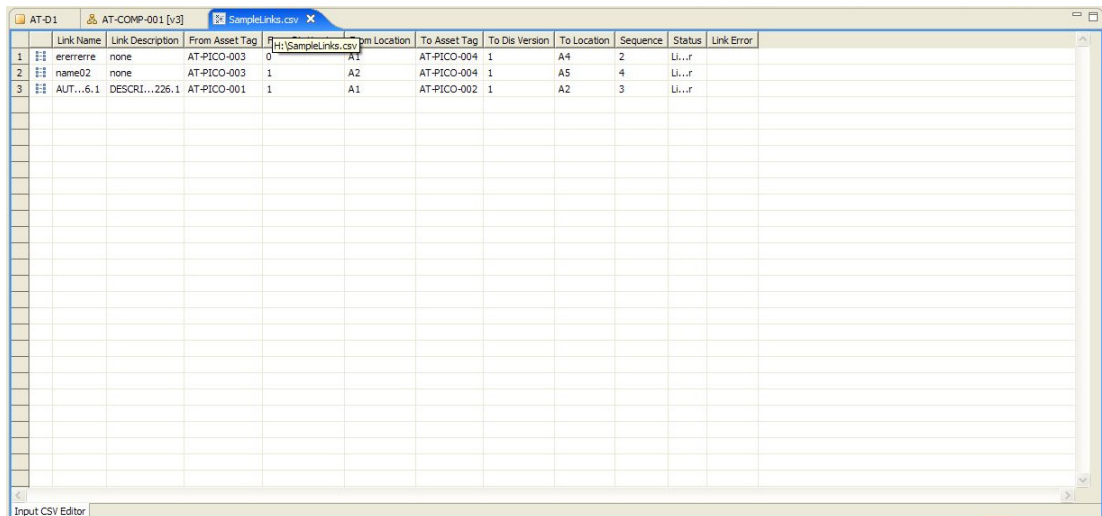 AT-D1 AT-COMP-001 [v3] SampleLinks.csv
Link Name Link Description From Asset Tag F H:\SampleLinks.csv om Location To Asset Tag To Dis Version To Location Sequence Status Link Error
1 ererrerre none AT-PICO-003 0 A1 AT-PICO-004 1 A4 2 Li...r
2 name02 none AT-PICO-003 1 A2 AT-PICO-004 1 A5 4 Li...r
3 AUT...6.1 DESCRI...226.1 AT-PICO-001 1 A1 AT-PICO-002 1 A2 3 Li...r
Input CSV Editor